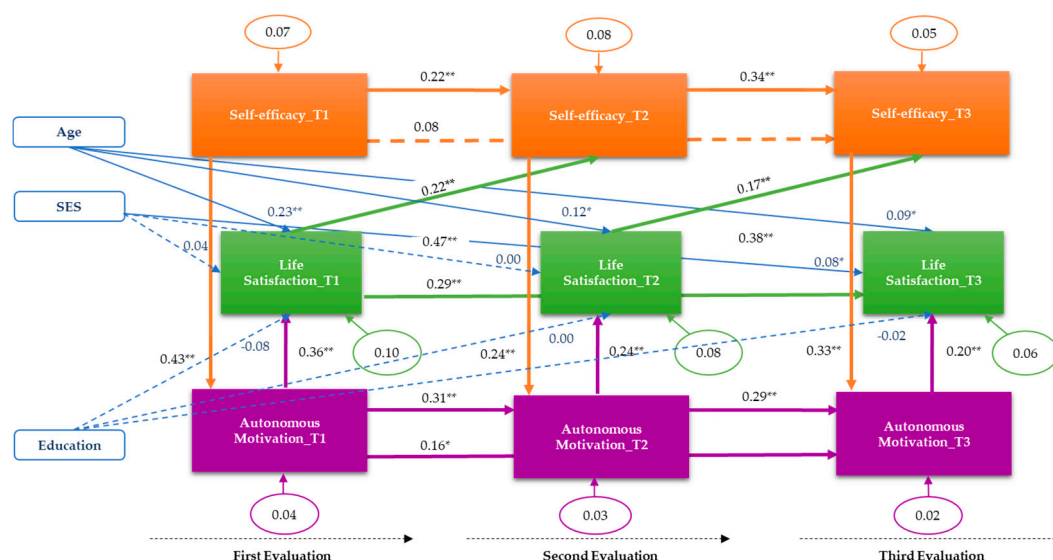 0.07
0.08
0.05
0.22**
0.34**
Self-efficacy_T1
Self-efficacy_T2
Self-efficacy_T3
0.08
Age
0.22**
0.17**
SES
0.23**
0.12*
0.09*
0.04
0.47**
0.00
0.38**
0.08*
Life
Satisfaction_T1
Life
Satisfaction_T2
Life
Satisfaction_T3
0.29**
0.43**
-0.08
0.36**
0.10
0.24**
0.00
0.24**
0.08
0.33**
-0.02
0.20**
0.06
0.31**
0.29**
Education
Autonomous
Motivation_T1
Autonomous
Motivation_T2
Autonomous
Motivation_T3
0.16*
0.04
0.03
0.02
First Evaluation
Second Evaluation
Third Evaluation